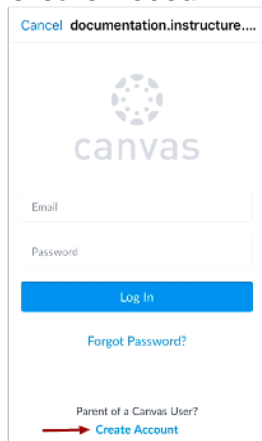 Cancel documentation.instructure....
canvas
Email
Password
Log In
Forgot Password?
Parent of a Canvas User?
Create Account